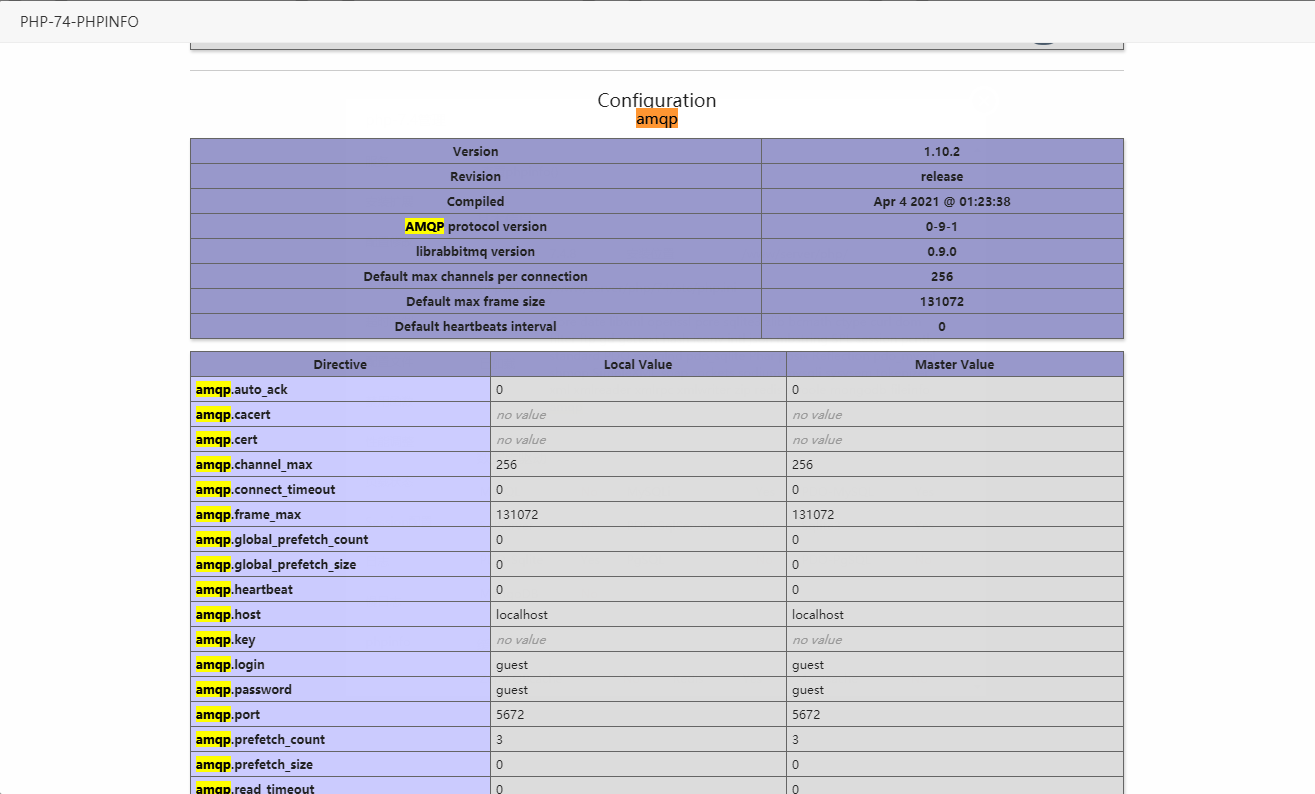 PHP-74-PHPINFO
Configuration
amqp
Version 1.10.2
Revision release
Compiled Apr 4 2021 @ 01:23:38
AMQP protocol version 0-9-1
librabbitmq version 0.9.0
Default max channels per connection 256
Default max frame size 131072
Default heartbeats interval 0
Directive Local Value Master Value
amqp.auto_ack 0 0
amqp.cacert no value no value
amqp.cert no value no value
amqp.channel_max 256 256
amqp.connect_timeout 0 0
amqp.frame_max 131072 131072
amqp.global_prefetch_count 0 0
amqp.global_prefetch_size 0 0
amqp.heartbeat 0 0
amqp.host localhost localhost
amqp.key no value no value
amqp.login guest guest
amqp.password guest guest
amqp.port 5672 5672
amqp.prefetch_count 3 3
amqp.prefetch_size 0 0
amqp.read_timeout 0 0